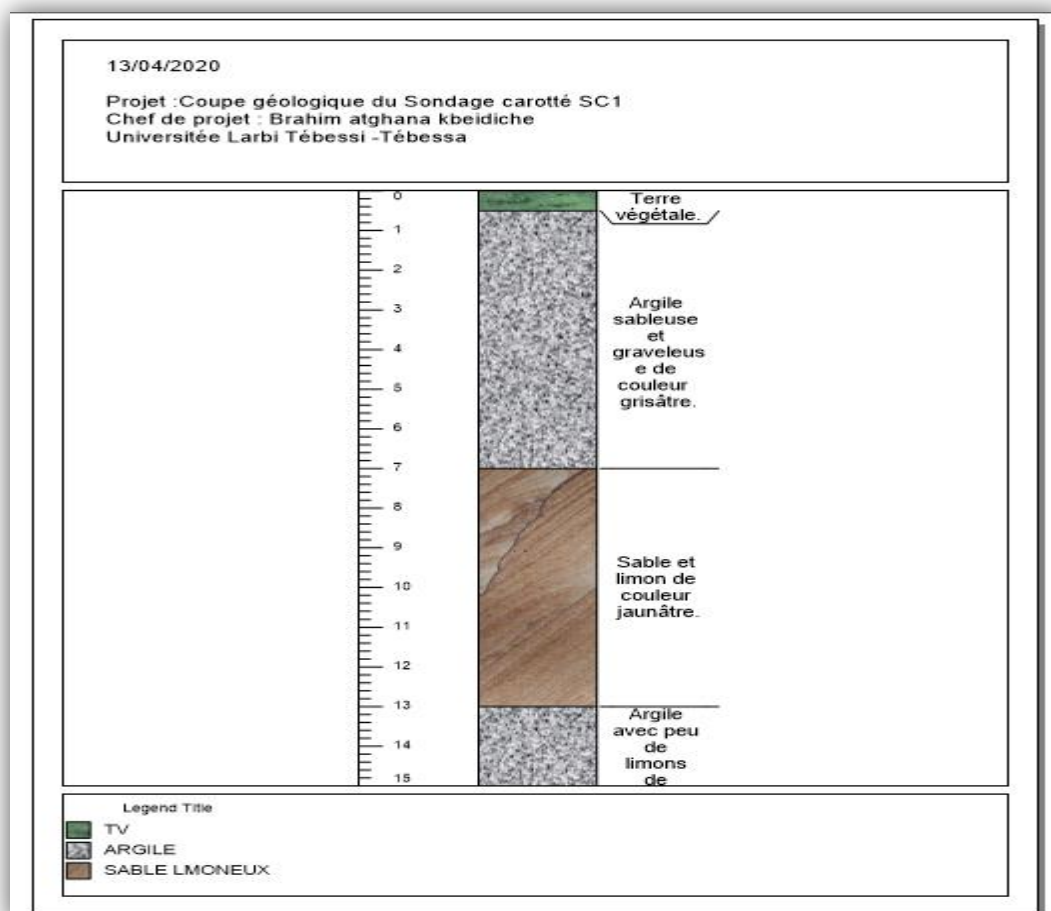 13/04/2020
Projet :Coupe géologique du Sondage carotté SC1
Chef de projet : Brahim atghana kbeidiche
Universitée Larbi Tébessi -Tébessa
0
Terre
végétale.
1
2
3
Argile
sableuse
et
4
graveleus
e de
5
couleur
grisâtre.
6
7
8
9
Sable et
limon de
10
couleur
jaunâtre.
11
12
13
Argile
avec peu
14
de
limons
15
de
Legend Title
TV
ARGILE
SABLE LMONEUX